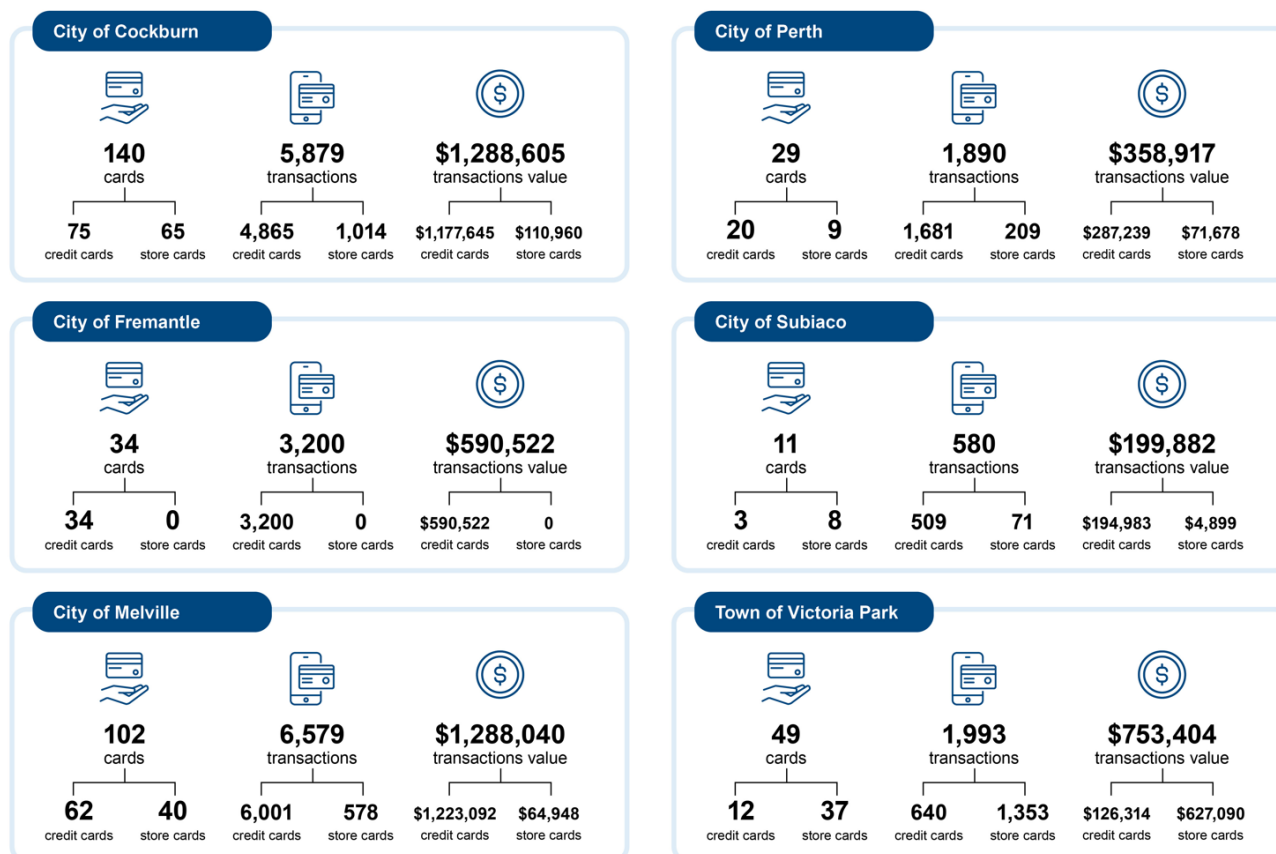 City of Cockburn
140 5,879 $1,288,605
cards transactions transactions value
75 65 4,865 1,014 $1,177,645 $110,960
credit cards store cards credit cards store cards credit cards store cards
City of Perth
29 1,890 $358,917
cards transactions transactions value
20 9 1,681 209 $287,239 $71,678
credit cards store cards credit cards store cards credit cards store cards
City of Fremantle
34 3,200 $590,522
cards transactions transactions value
34 0 3,200 0 $590,522 0
credit cards store cards credit cards store cards credit cards store cards
City of Subiaco
11 580 $199,882
cards transactions transactions value
3 8 509 71 $194,983 $4,899
credit cards store cards credit cards store cards credit cards store cards
City of Melville
102 6,579 $1,288,040
cards transactions transactions value
62 40 6,001 578 $1,223,092 $64,948
credit cards store cards credit cards store cards credit cards store cards
Town of Victoria Park
49 1,993 $753,404
cards transactions transactions value
12 37 640 1,353 $126,314 $627,090
credit cards store cards credit cards store cards credit cards store cards